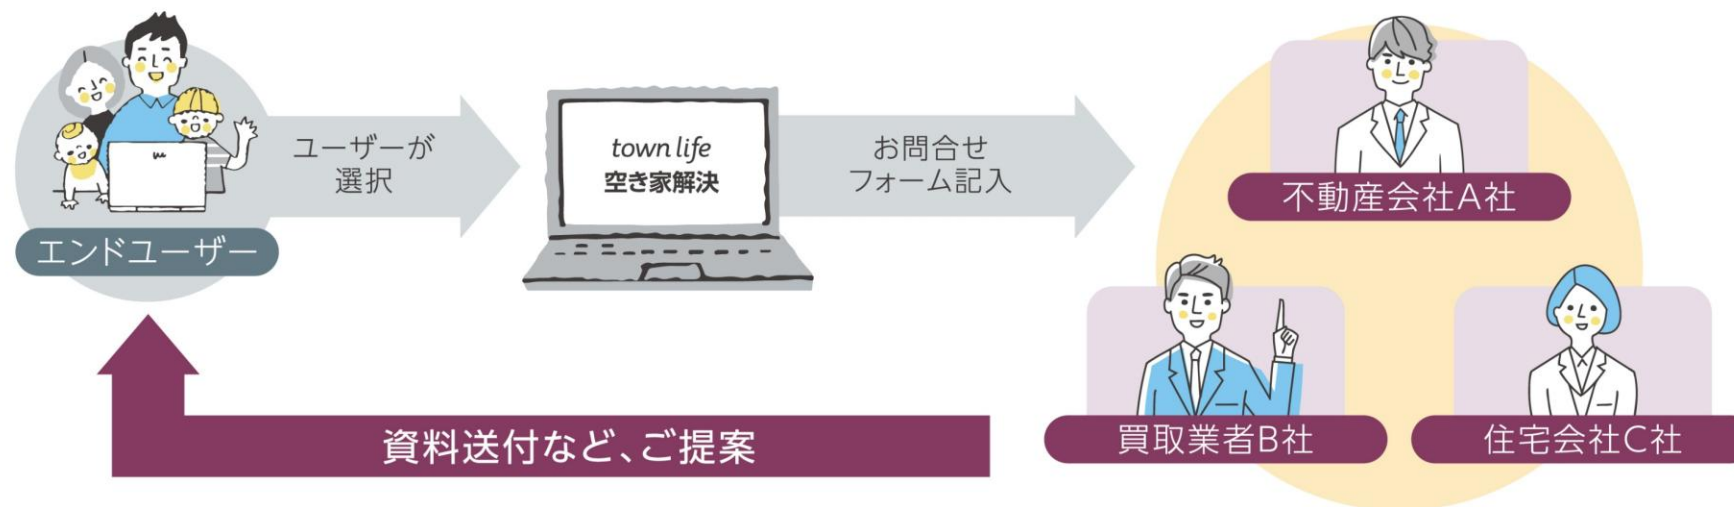 エンドユーザー
ユーザーが
選択
town life
空き家解決
お問合せ
フォーム記入
不動産会社A社
買取業者B社
住宅会社C社
資料送付など、ご提案